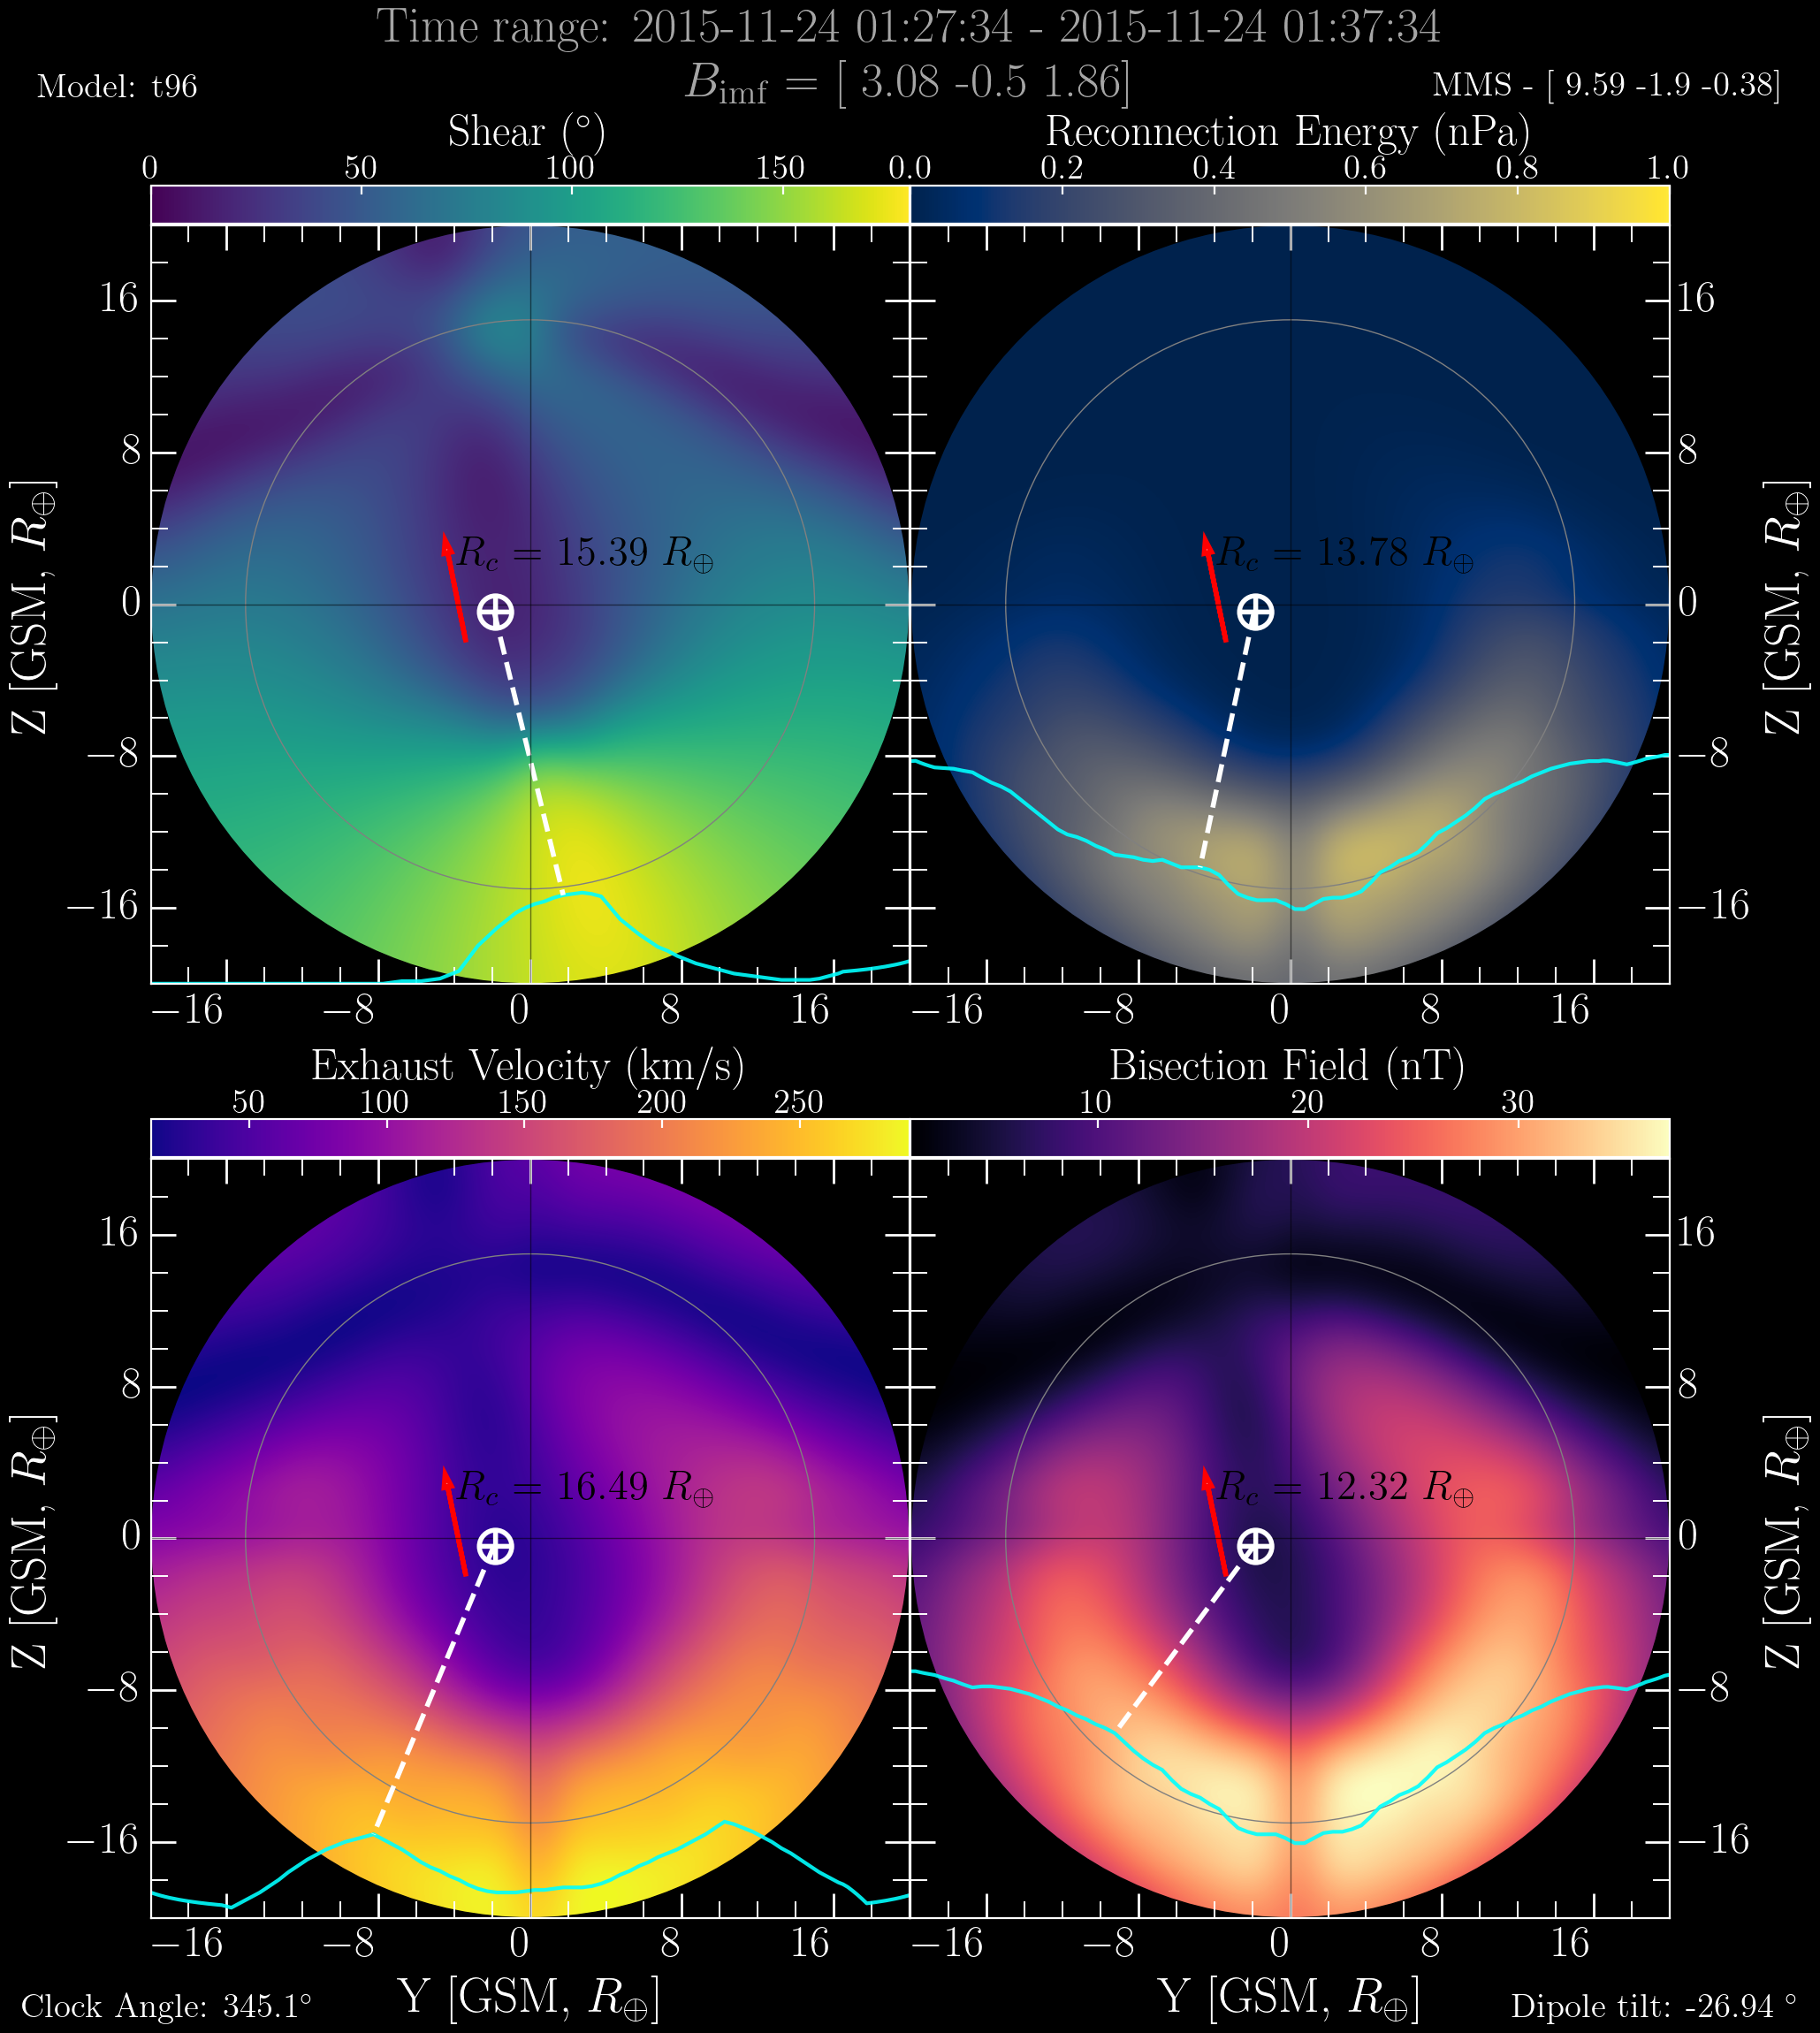 Time range: 2015-11-24 01:27:34 - 2015-11-24 01:37:34
Model: t96
B_imf = [ 3.08 -0.5 1.86]
MMS - [ 9.59 -1.9 -0.38]
Shear (°)
Reconnection Energy (nPa)
0 50 100 150
0.0 0.2 0.4 0.6 0.8 1.0
16
8
0
−8
−16
Z [GSM, R⊕]
R_c = 15.39 R⊕
R_c = 13.78 R⊕
16
8
0
−8
−16
Z [GSM, R⊕]
−16 −8 0 8 16
−16 −8 0 8 16
Exhaust Velocity (km/s)
Bisection Field (nT)
50 100 150 200 250
10 20 30
16
8
0
−8
−16
Z [GSM, R⊕]
R_c = 16.49 R⊕
R_c = 12.32 R⊕
16
8
0
−8
−16
Z [GSM, R⊕]
−16 −8 0 8 16
−16 −8 0 8 16
Y [GSM, R⊕]
Y [GSM, R⊕]
Clock Angle: 345.1°
Dipole tilt: -26.94 °